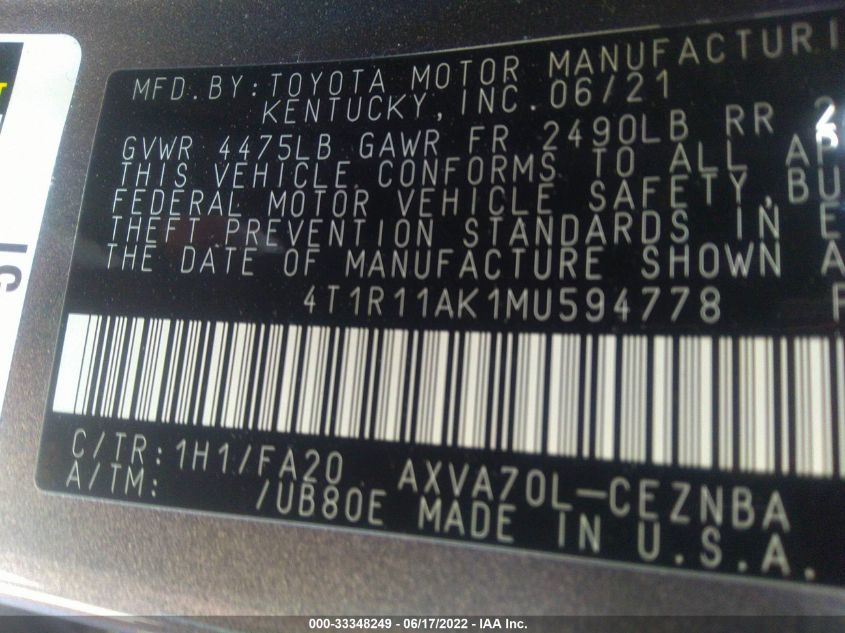 MFD.BY:TOYOTA MOTOR MANUFACTURI
KENTUCKY, INC. 06/21
GVWR 4475LB GAWR FR 2490LB RR
THIS VEHICLE CONFORMS TO ALL AP
FEDERAL MOTOR VEHICLE SAFETY, BU
THEFT PREVENTION STANDARDS IN E
THE DATE OF MANUFACTURE SHOWN A
4T1R11AK1MU594778
C/TR:1H1/FA20 AXVA70L-CEZNBA
A/TM: /UB80E MADE IN U.S.A.
000-33348249 - 06/17/2022 - IAA Inc.